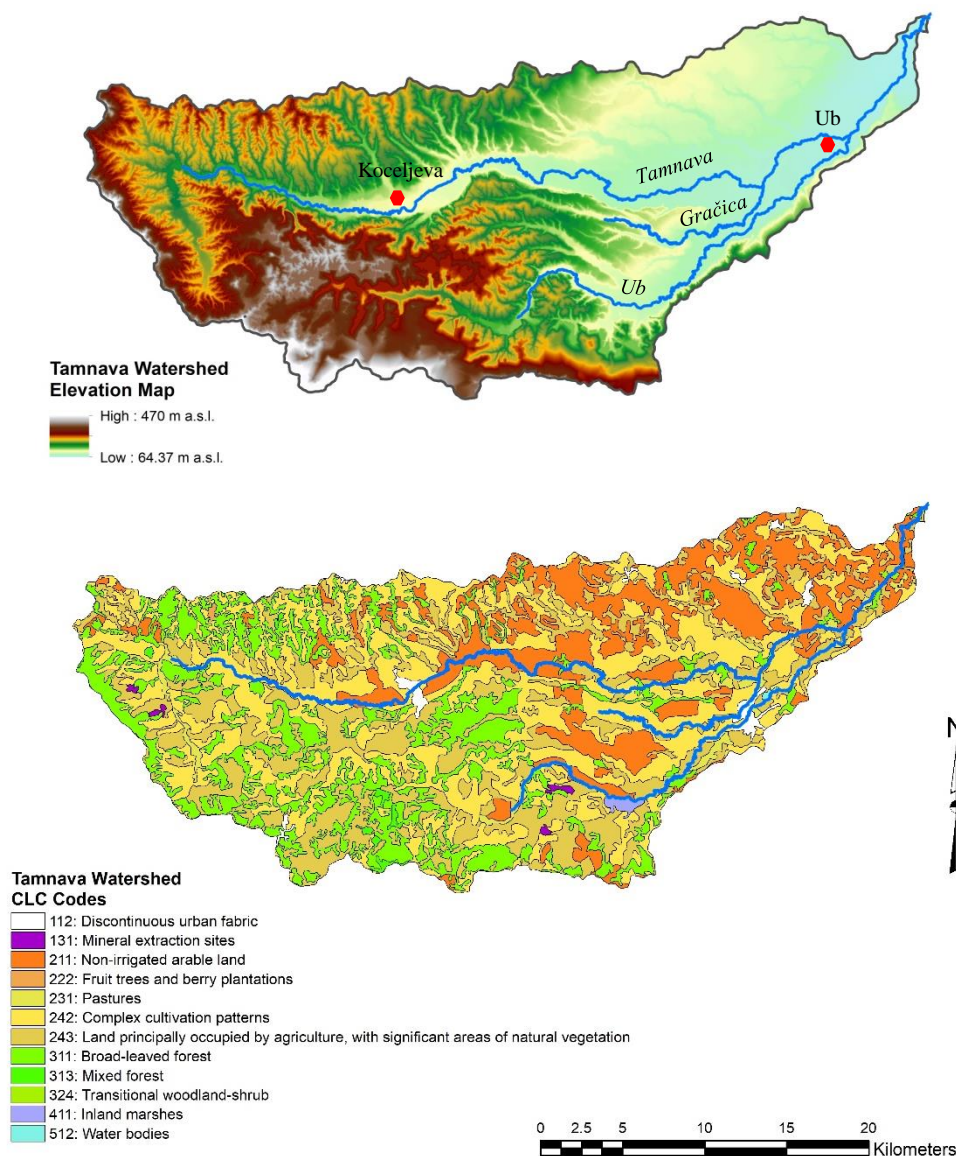 Ub
Koceljeva
Tamnava
Gračica
Ub
Tamnava Watershed
Elevation Map
High : 470 m a.s.l.
Low : 64.37 m a.s.l.
N
Tamnava Watershed
CLC Codes
112: Discontinuous urban fabric
131: Mineral extraction sites
211: Non-irrigated arable land
222: Fruit trees and berry plantations
231: Pastures
242: Complex cultivation patterns
243: Land principally occupied by agriculture, with significant areas of natural vegetation
311: Broad-leaved forest
313: Mixed forest
324: Transitional woodland-shrub
411: Inland marshes
512: Water bodies
0 2.5 5 10 15 20
Kilometers